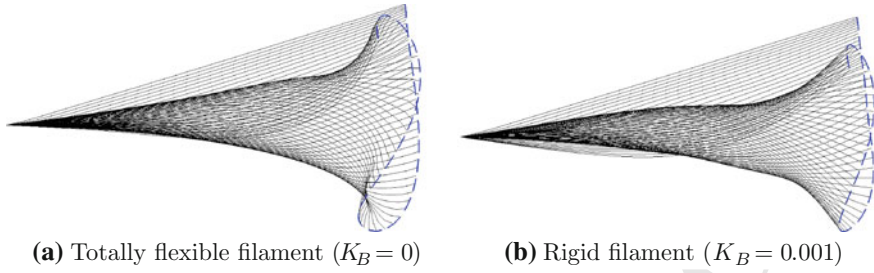 (a) Totally flexible filament (K_B = 0)
(b) Rigid filament (K_B = 0.001)